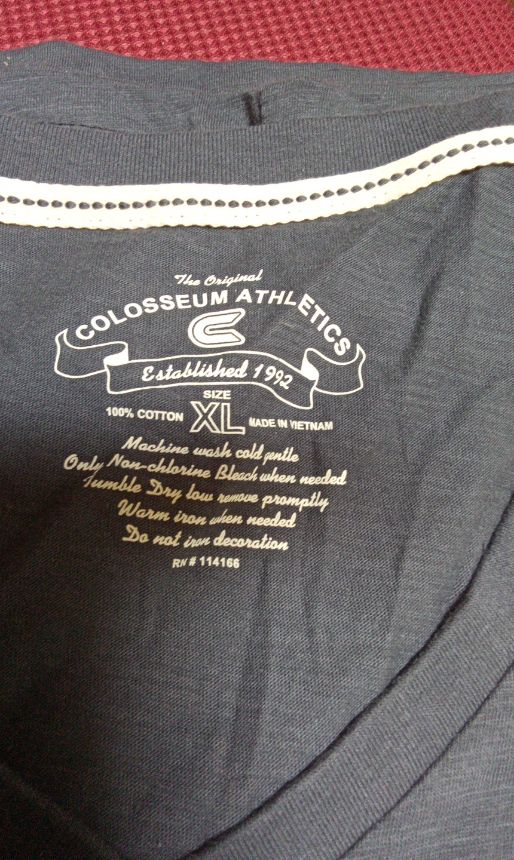 The Original
COLOSSEUM ATHLETICS
C
Established 1992
SIZE
100% COTTON XL MADE IN VIETNAM
Machine wash cold gentle
Only Non-chlorine Bleach when needed
Tumble Dry low remove promptly
Warm iron when needed
Do not iron decoration
RN # 114166